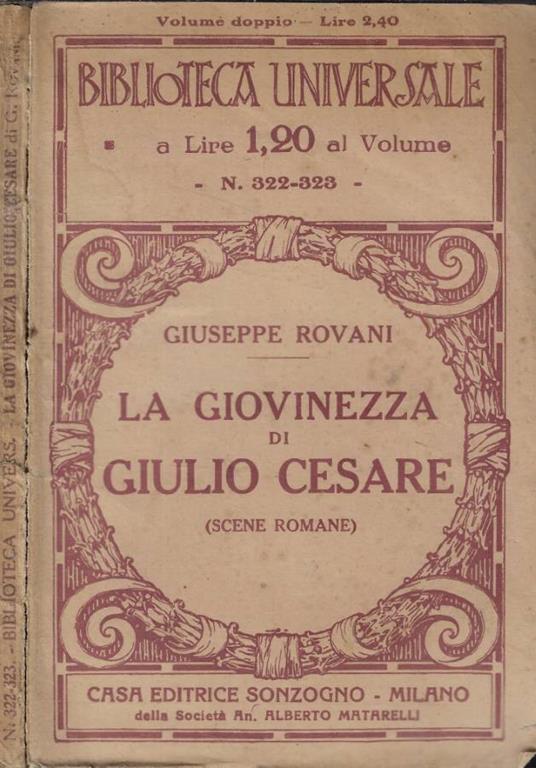 Volume doppio — Lire 2,40
BIBLIOTECA UNIVERSALE
a Lire 1,20 al Volume
- N. 322-323 -
GIUSEPPE ROVANI
LA GIOVINEZZA
DI
GIULIO CESARE
(SCENE ROMANE)
CASA EDITRICE SONZOGNO - MILANO
della Società An. ALBERTO MATARELLI
N. 322-323. - BIBLIOTECA UNIVERS. - LA GIOVINEZZA DI GIULIO CESARE di G. ROVANI